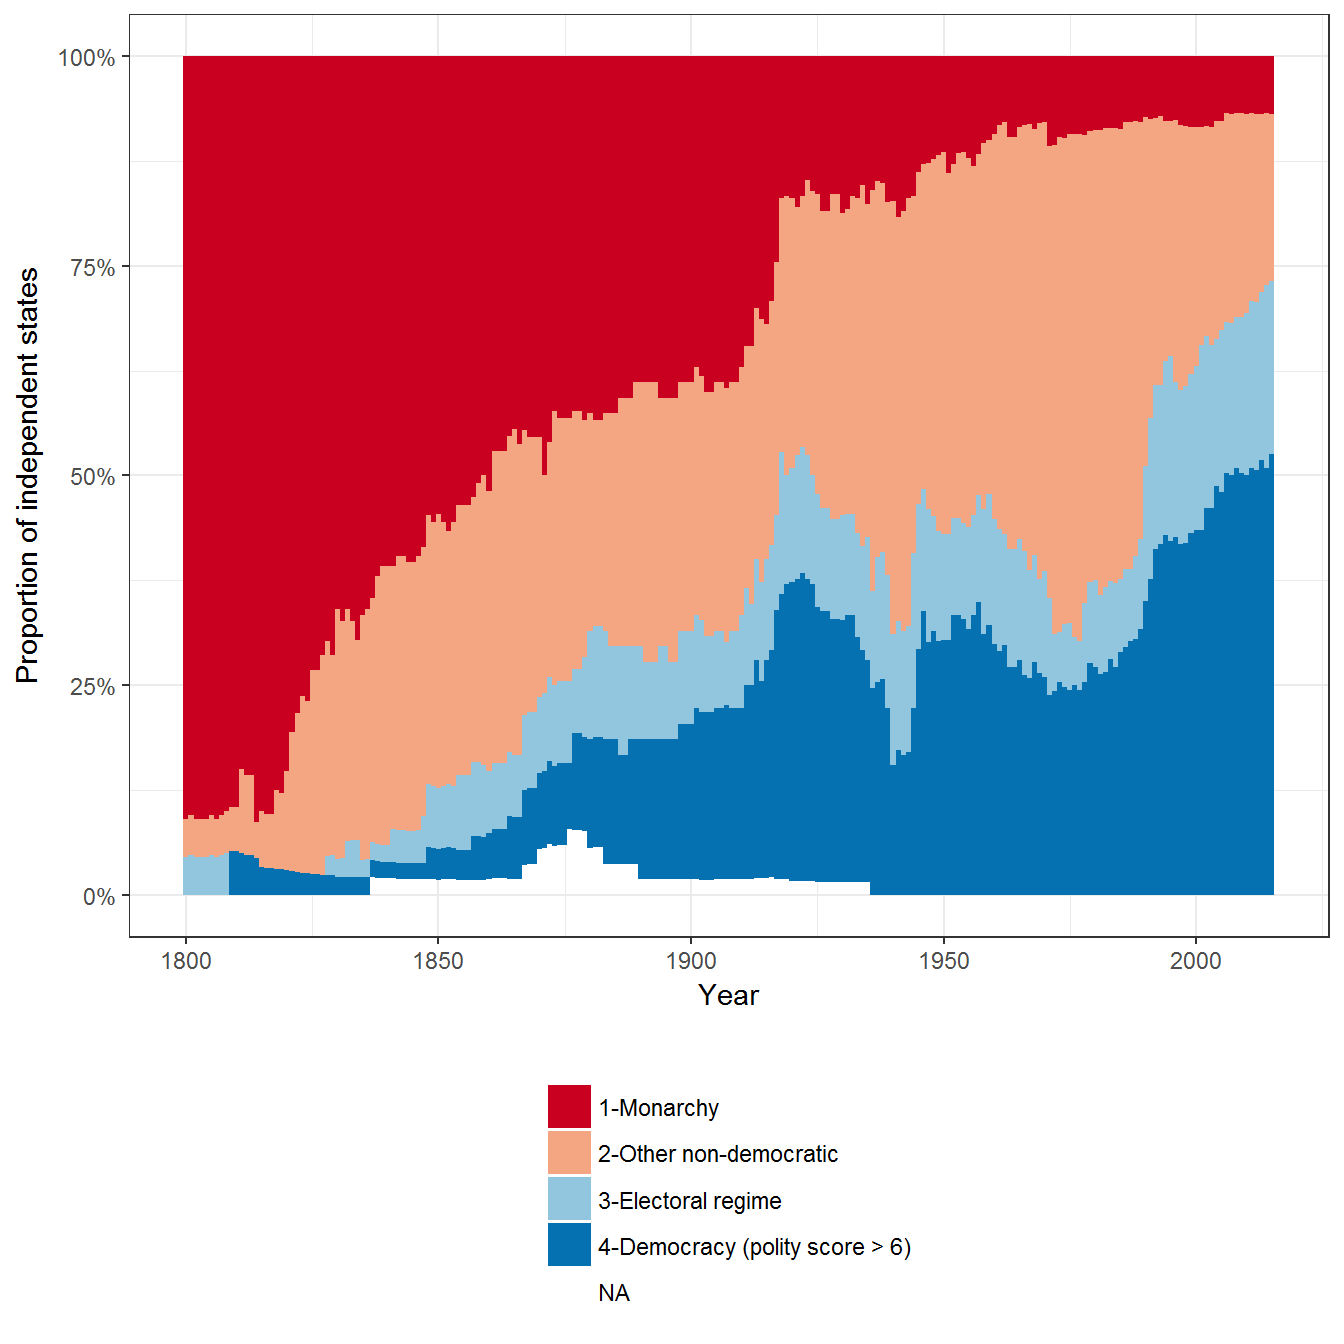 100%
75%
50%
25%
0%
Proportion of independent states
1800 1850 1900 1950 2000
Year
1-Monarchy
2-Other non-democratic
3-Electoral regime
4-Democracy (polity score > 6)
NA